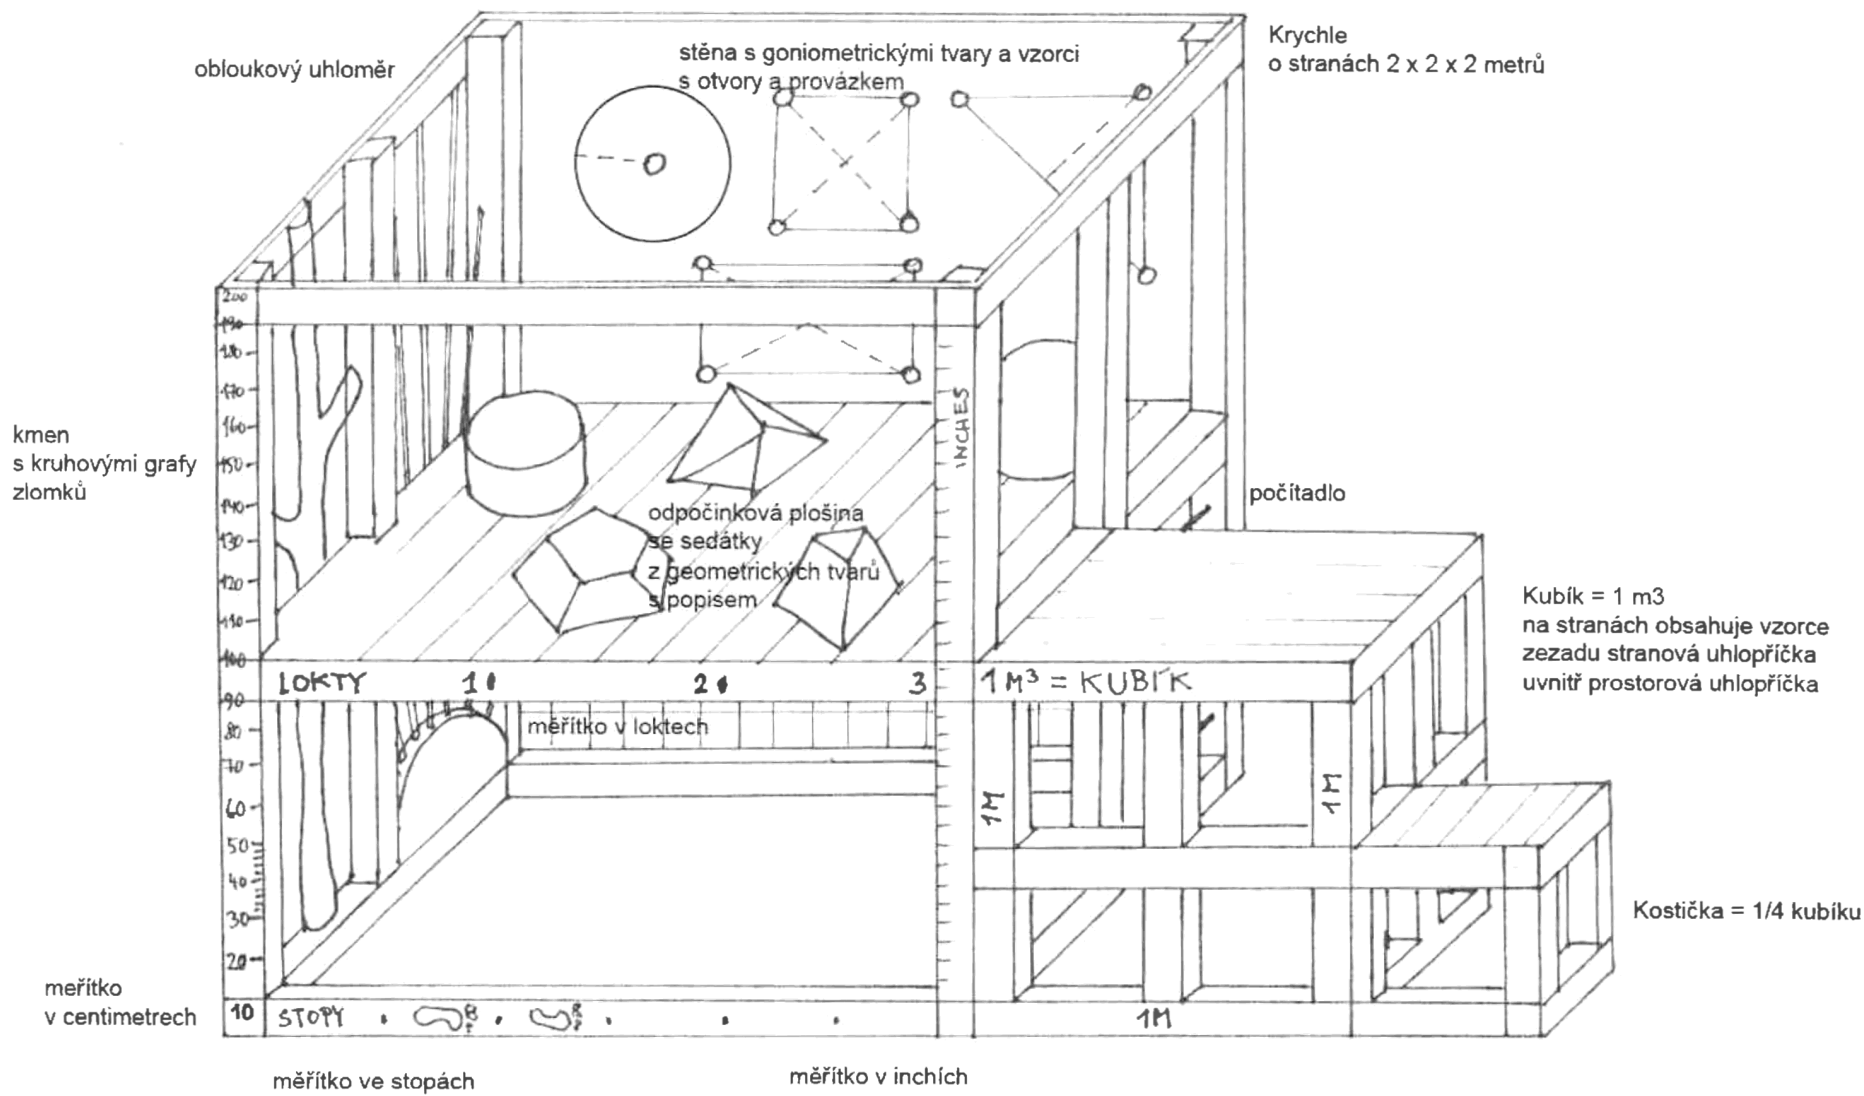 obloukový uhloměr
stěna s goniometrickými tvary a vzorci
s otvory a provázkem
Krychle
o stranách 2 x 2 x 2 metrů
200
190
180
170
160
150
140
130
120
110
100
90
80
70
60
50
40
30
20
10
kmen
s kruhovými grafy
zlomků
INCHES
počítadlo
odpočinková plošina
se sedátky
z geometrických tvarů
s popisem
Kubík = 1 m3
na stranách obsahuje vzorce
zezadu stranová uhlopříčka
uvnitř prostorová uhlopříčka
LOKTY 1 2 3
1M³ = KUBÍK
měřítko v loktech
1M
1M
Kostička = 1/4 kubíku
meřítko
v centimetrech
STOPY
1M
měřítko ve stopách
měřítko v inchích